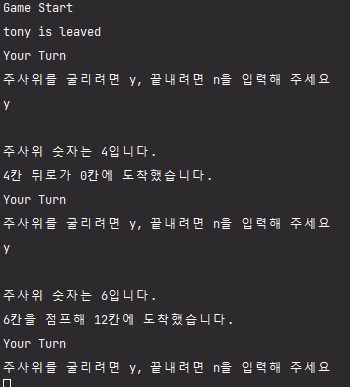 Game Start
tony is leaved
Your Turn
주사위를 굴리려면 y, 끝내려면 n을 입력해 주세요
y
주사위 숫자는 4입니다.
4칸 뒤로가 0칸에 도착했습니다.
Your Turn
주사위를 굴리려면 y, 끝내려면 n을 입력해 주세요
y
주사위 숫자는 6입니다.
6칸을 점프해 12칸에 도착했습니다.
Your Turn
주사위를 굴리려면 y, 끝내려면 n을 입력해 주세요